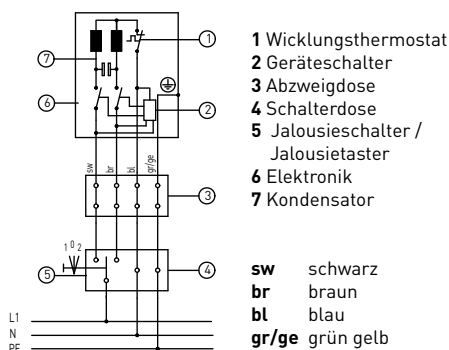 1
7
6
2
sw
br
bl
gr/ge
3
1 0 2
5
4
L1
N
PE
1 Wicklungsthermostat
2 Geräteschalter
3 Abzweigdose
4 Schalterdose
5 Jalousieschalter /
Jalousietaster
6 Elektronik
7 Kondensator
sw schwarz
br braun
bl blau
gr/ge grün gelb